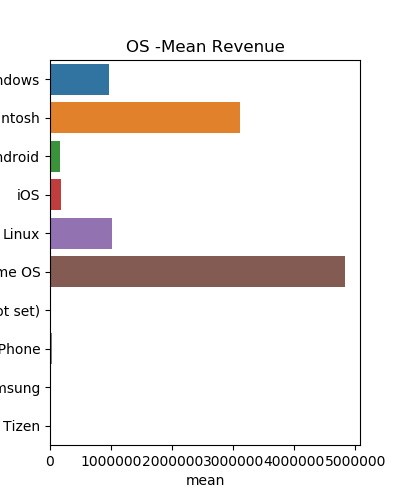 OS -Mean Revenue
ndows
ntosh
ndroid
iOS
Linux
me OS
ot set)
Phone
msung
Tizen
0 1000000 2000000 3000000 4000000 5000000
mean